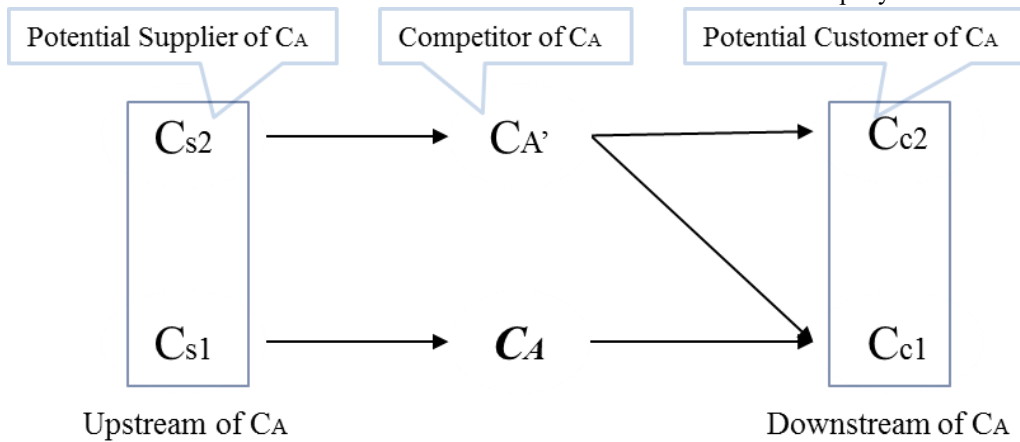 Potential Supplier of CA
Competitor of CA
Potential Customer of CA
Cs2
CA’
Cc2
Cs1
CA
Cc1
Upstream of CA
Downstream of CA